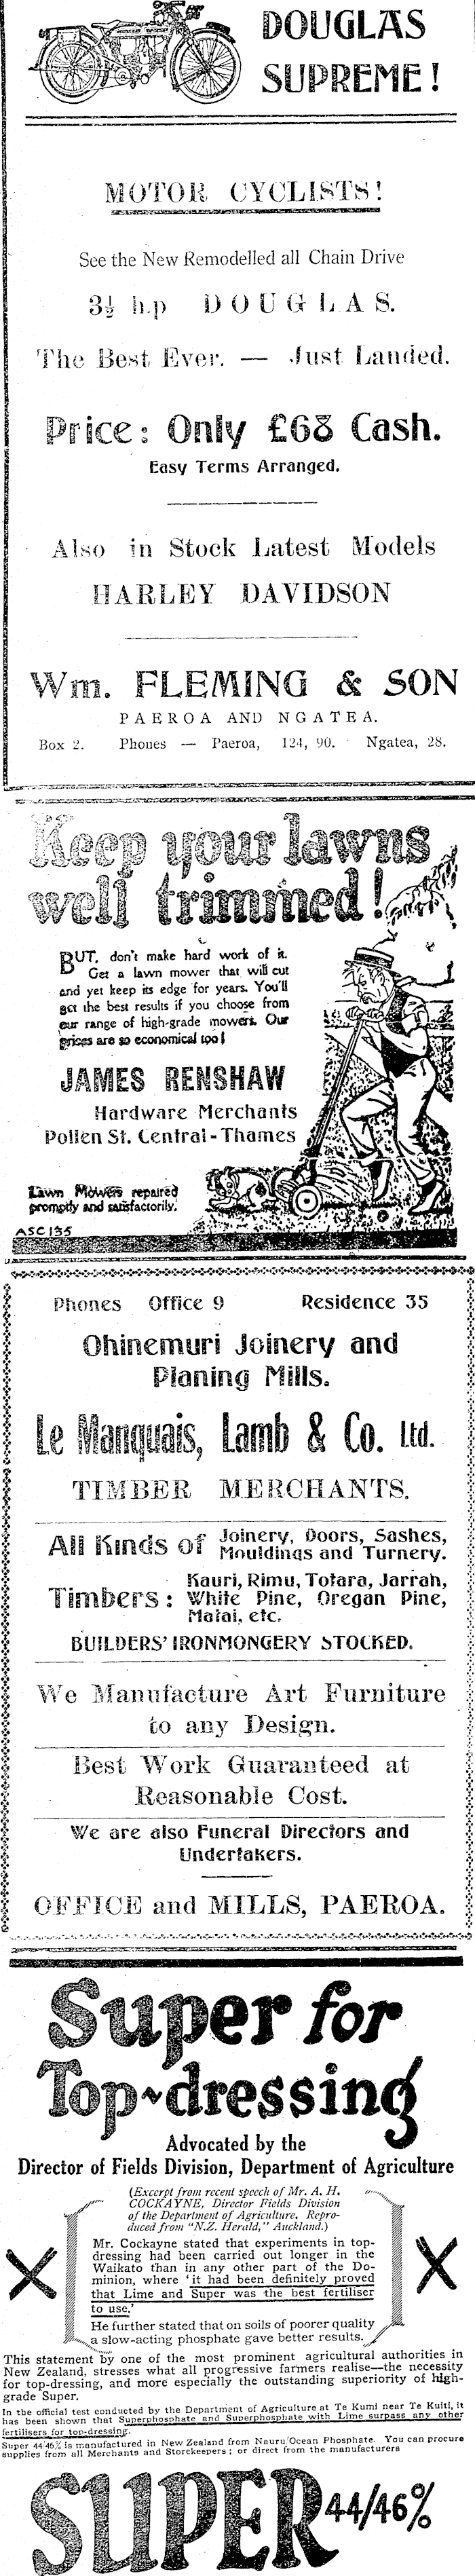 DOUGLAS
SUPREME!
MOTOR CYCLISTS!
See the New Remodelled all Chain Drive
3½ h.p DOUGLAS.
The Best Ever. — Just Landed.
Price: Only £68 Cash.
Easy Terms Arranged.
Also in Stock Latest Models
HARLEY DAVIDSON
Wm. FLEMING & SON
PAEROA AND NGATEA.
Box 2. Phones — Paeroa, 124, 90. Ngatea, 28.
Keep your lawns
well trimmed!
BUT, don't make hard work of it.
Get a lawn mower that will cut
and yet keep its edge for years. You'll
get the best results if you choose from
our range of high-grade mowers. Our
prices are so economical too!
JAMES RENSHAW
Hardware Merchants
Pollen St. Central - Thames
Lawn Mowers repaired
promptly and satisfactorily.
ASC 135
Phones Office 9 Residence 35
Ohinemuri Joinery and
Planing Mills.
Le Manquais, Lamb & Co. Ltd.
TIMBER MERCHANTS.
All Kinds of Joinery, Doors, Sashes,
Mouldings and Turnery.
Timbers: Kauri, Rimu, Totara, Jarrah,
White Pine, Oregan Pine,
Matai, etc.
BUILDERS' IRONMONGERY STOCKED.
We Manufacture Art Furniture
to any Design.
Best Work Guaranteed at
Reasonable Cost.
We are also Funeral Directors and
Undertakers.
OFFICE and MILLS, PAEROA.
Super for
Top-dressing
Advocated by the
Director of Fields Division, Department of Agriculture
(Excerpt from recent speech of Mr. A. H.
COCKAYNE, Director Fields Division
of the Department of Agriculture. Repro-
duced from "N.Z. Herald," Auckland.)
Mr. Cockayne stated that experiments in top-
dressing had been carried out longer in the
Waikato than in any other part of the Do-
minion, where 'it had been definitely proved
that Lime and Super was the best fertiliser
to use.'
He further stated that on soils of poorer quality
a slow-acting phosphate gave better results.
This statement by one of the most prominent agricultural authorities in
New Zealand, stresses what all progressive farmers realise—the necessity
for top-dressing, and more especially the outstanding superiority of high-
grade Super.
In the official test conducted by the Department of Agriculture at Te Kumi near Te Kuiti, it
has been shown that Superphosphate and Superphosphate with Lime surpass any other
fertilisers for top-dressing.
Super 44/46% is manufactured in New Zealand from Nauru/Ocean Phosphate. You can procure
supplies from all Merchants and Storekeepers; or direct from the manufacturers
SUPER 44/46%